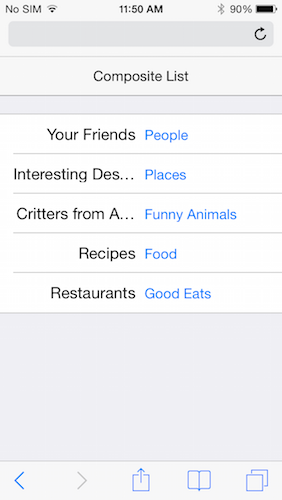 No SIM 11:50 AM 90%
Composite List
Your Friends People
Interesting Des... Places
Critters from A... Funny Animals
Recipes Food
Restaurants Good Eats